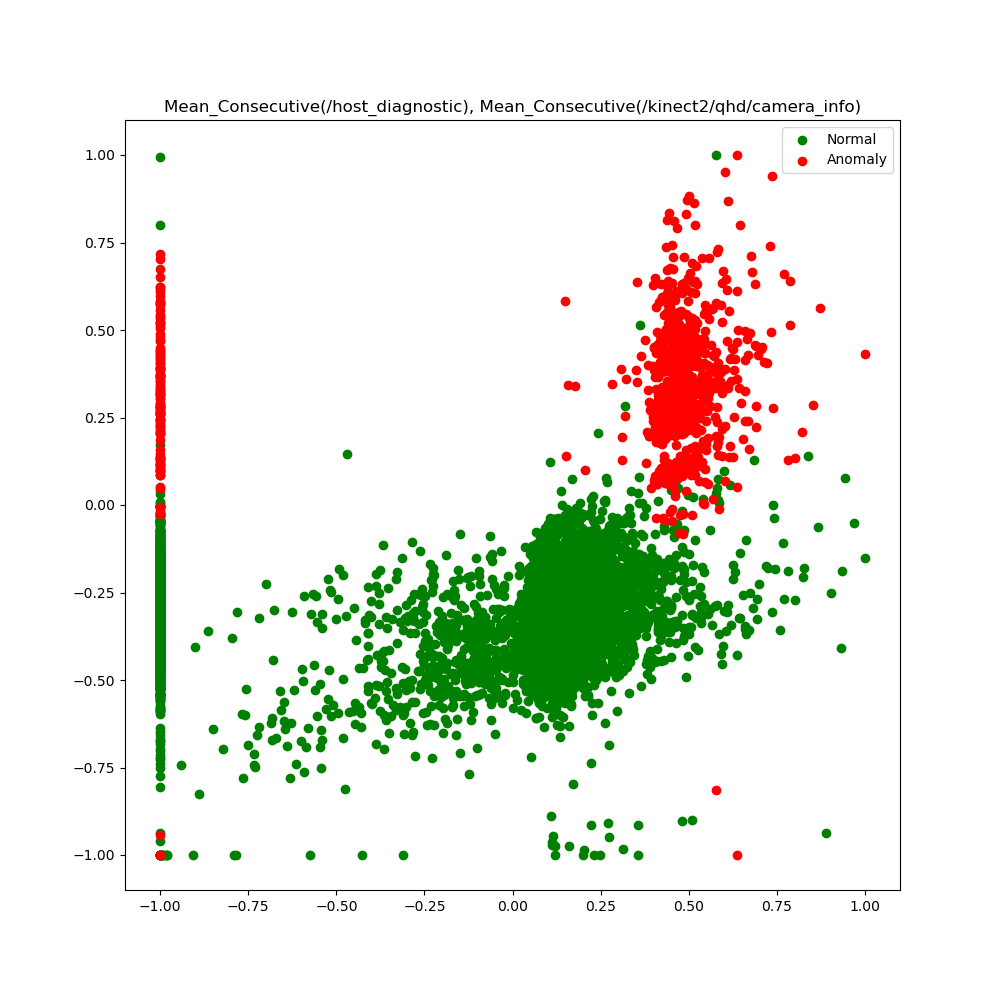 Mean_Consecutive(/host_diagnostic), Mean_Consecutive(/kinect2/qhd/camera_info)
Normal
Anomaly
1.00
0.75
0.50
0.25
0.00
−0.25
−0.50
−0.75
−1.00
−1.00 −0.75 −0.50 −0.25 0.00 0.25 0.50 0.75 1.00